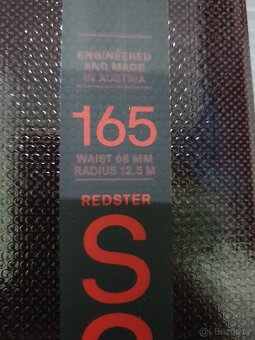 ENGINEERED
AND MADE
IN AUSTRIA
165
WAIST 68 MM
RADIUS 12.5 M
REDSTER
S